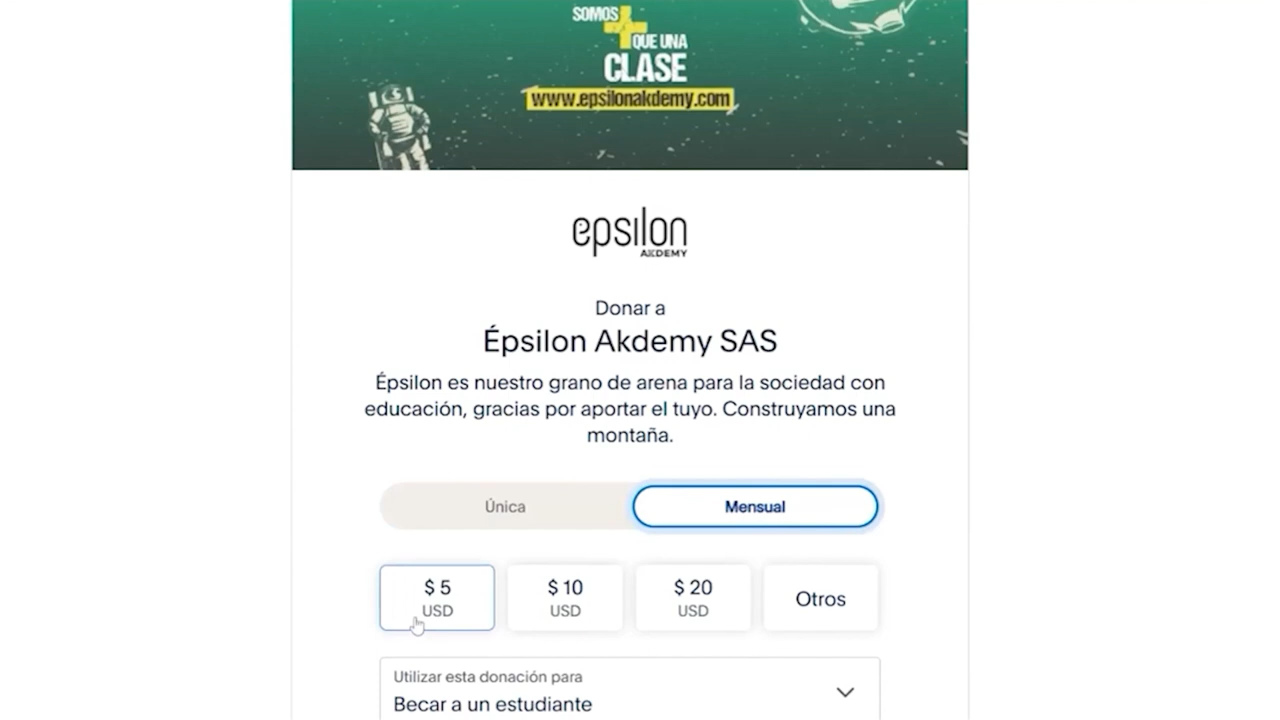 SOMOS
QUE UNA
CLASE
www.epsilonakdemy.com
epsilon
AKDEMY
Donar a
Épsilon Akdemy SAS
Épsilon es nuestro grano de arena para la sociedad con
educación, gracias por aportar el tuyo. Construyamos una
montaña.
Única
Mensual
$ 5
USD
$ 10
USD
$ 20
USD
Otros
Utilizar esta donación para
Becar a un estudiante